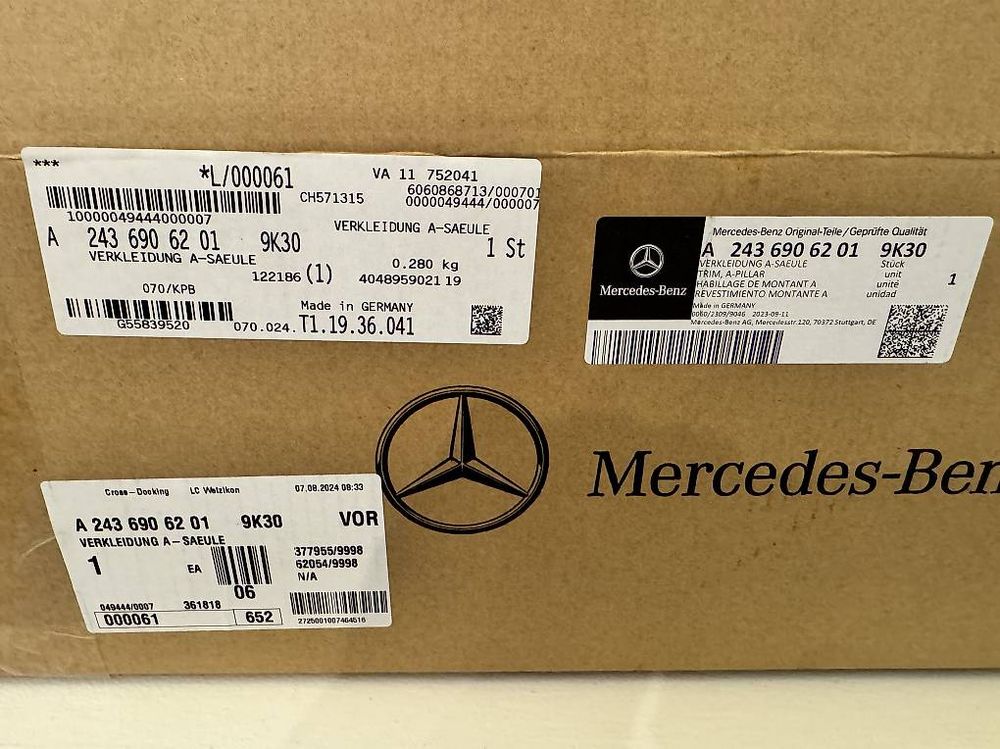 ***
*L/000061
VA 11 752041
CH571315
6060868713/000701
0000049444/000007
10000049444000007
A 243 690 62 01 9K30
VERKLEIDUNG A-SAEULE
1 St
VERKLEIDUNG A-SAEULE
122186 (1)
0.280 kg
4048959021 19
070/KPB
Made in GERMANY
G55839520
070.024.T1.19.36.041
Mercedes-Benz
Mercedes-Benz Original-Teile/Geprüfte Qualität
A 243 690 62 01 9K30
VERKLEIDUNG A-SAEULE Stück
TRIM, A-PILLAR unit
HABILLAGE DE MONTANT A unité
REVESTIMIENTO MONTANTE A unidad
1
Made in GERMANY
0060/2309/9046 2023-09-11
Mercedes-Benz AG, Mercedesstr.120, 70372 Stuttgart, DE
Mercedes-Ben
Cross-Docking LC Wetzikon 07.08.2024 08:33
A 243 690 62 01 9K30 VOR
VERKLEIDUNG A-SAEULE
1 EA
377955/9998
62054/9998
N/A
06
049444/0007 361818
000061 652
2725001007464516